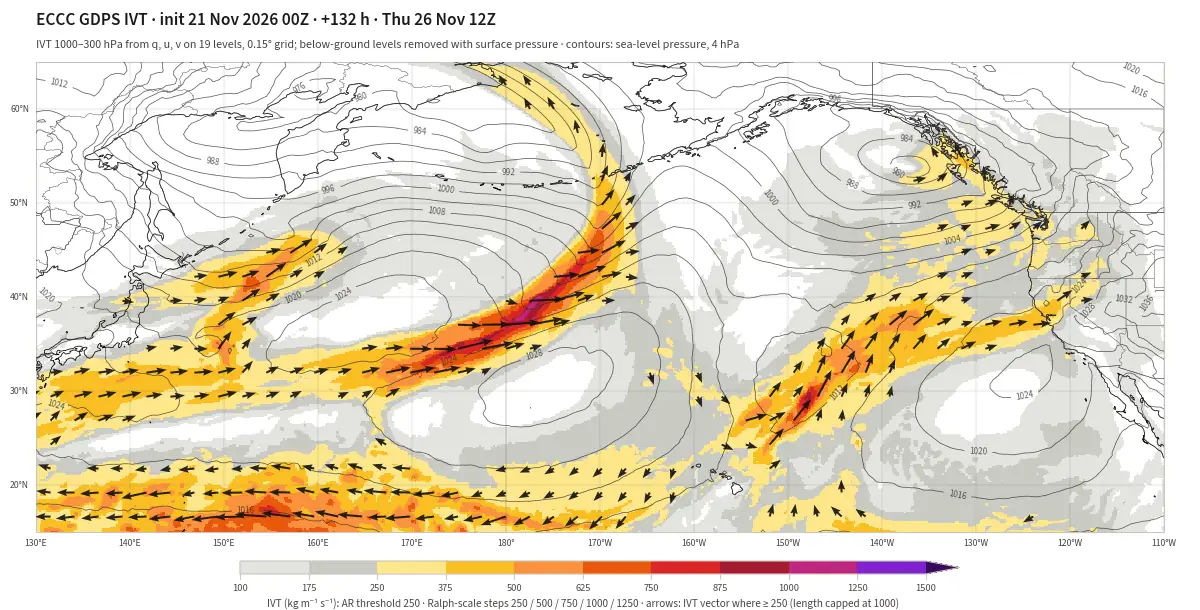 ECCC GDPS IVT · init 21 Nov 2026 00Z · +132 h · Thu 26 Nov 12Z
IVT 1000–300 hPa from q, u, v on 19 levels, 0.15° grid; below-ground levels removed with surface pressure · contours: sea-level pressure, 4 hPa
1012
976
980
996
1020
1016
60°N
984
984
988
992
980
988
996
1000
1000
992
50°N
1008
1004
1012
1020
1020
1024
1024
1032
1036
1028
40°N
1024
1028
30°N
1024
1024
1020
20°N
1016
1016
130°E
140°E
150°E
160°E
170°E
180°
170°W
160°W
150°W
140°W
130°W
120°W
110°W
100
175
250
375
500
625
750
875
1000
1250
1500
IVT (kg m⁻¹ s⁻¹): AR threshold 250 · Ralph-scale steps 250 / 500 / 750 / 1000 / 1250 · arrows: IVT vector where ≥ 250 (length capped at 1000)